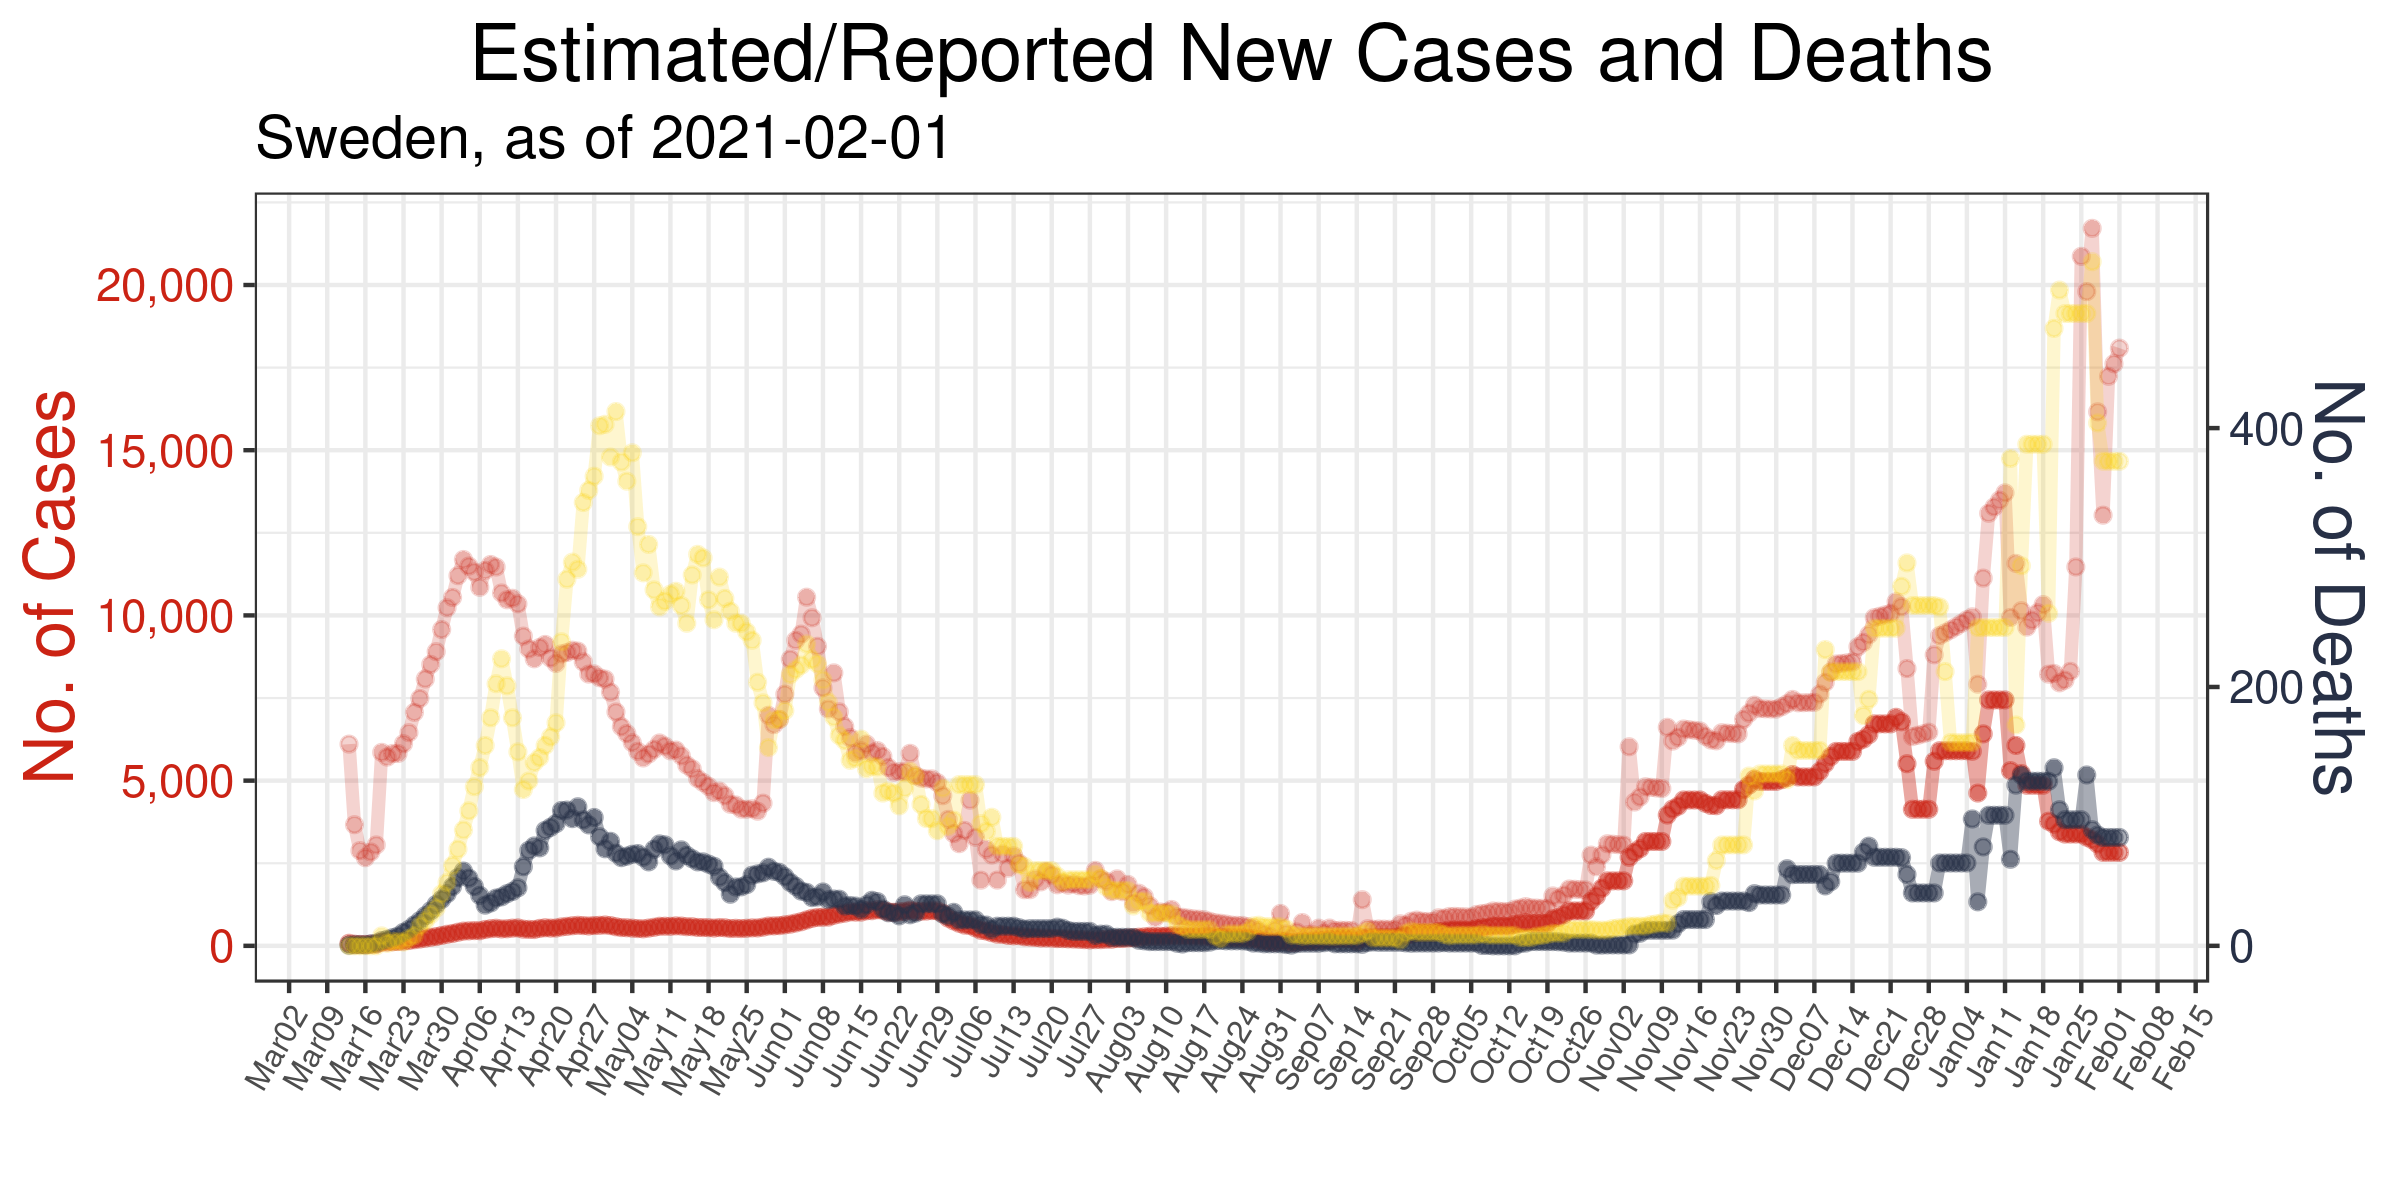 Estimated/Reported New Cases and Deaths
Sweden, as of 2021-02-01
No. of Cases
20,000
15,000
10,000
5,000
0
No. of Deaths
400
200
0
Mar02
Mar09
Mar16
Mar23
Mar30
Apr06
Apr13
Apr20
Apr27
May04
May11
May18
May25
Jun01
Jun08
Jun15
Jun22
Jun29
Jul06
Jul13
Jul20
Jul27
Aug03
Aug10
Aug17
Aug24
Aug31
Sep07
Sep14
Sep21
Sep28
Oct05
Oct12
Oct19
Oct26
Nov02
Nov09
Nov16
Nov23
Nov30
Dec07
Dec14
Dec21
Dec28
Jan04
Jan11
Jan18
Jan25
Feb01
Feb08
Feb15